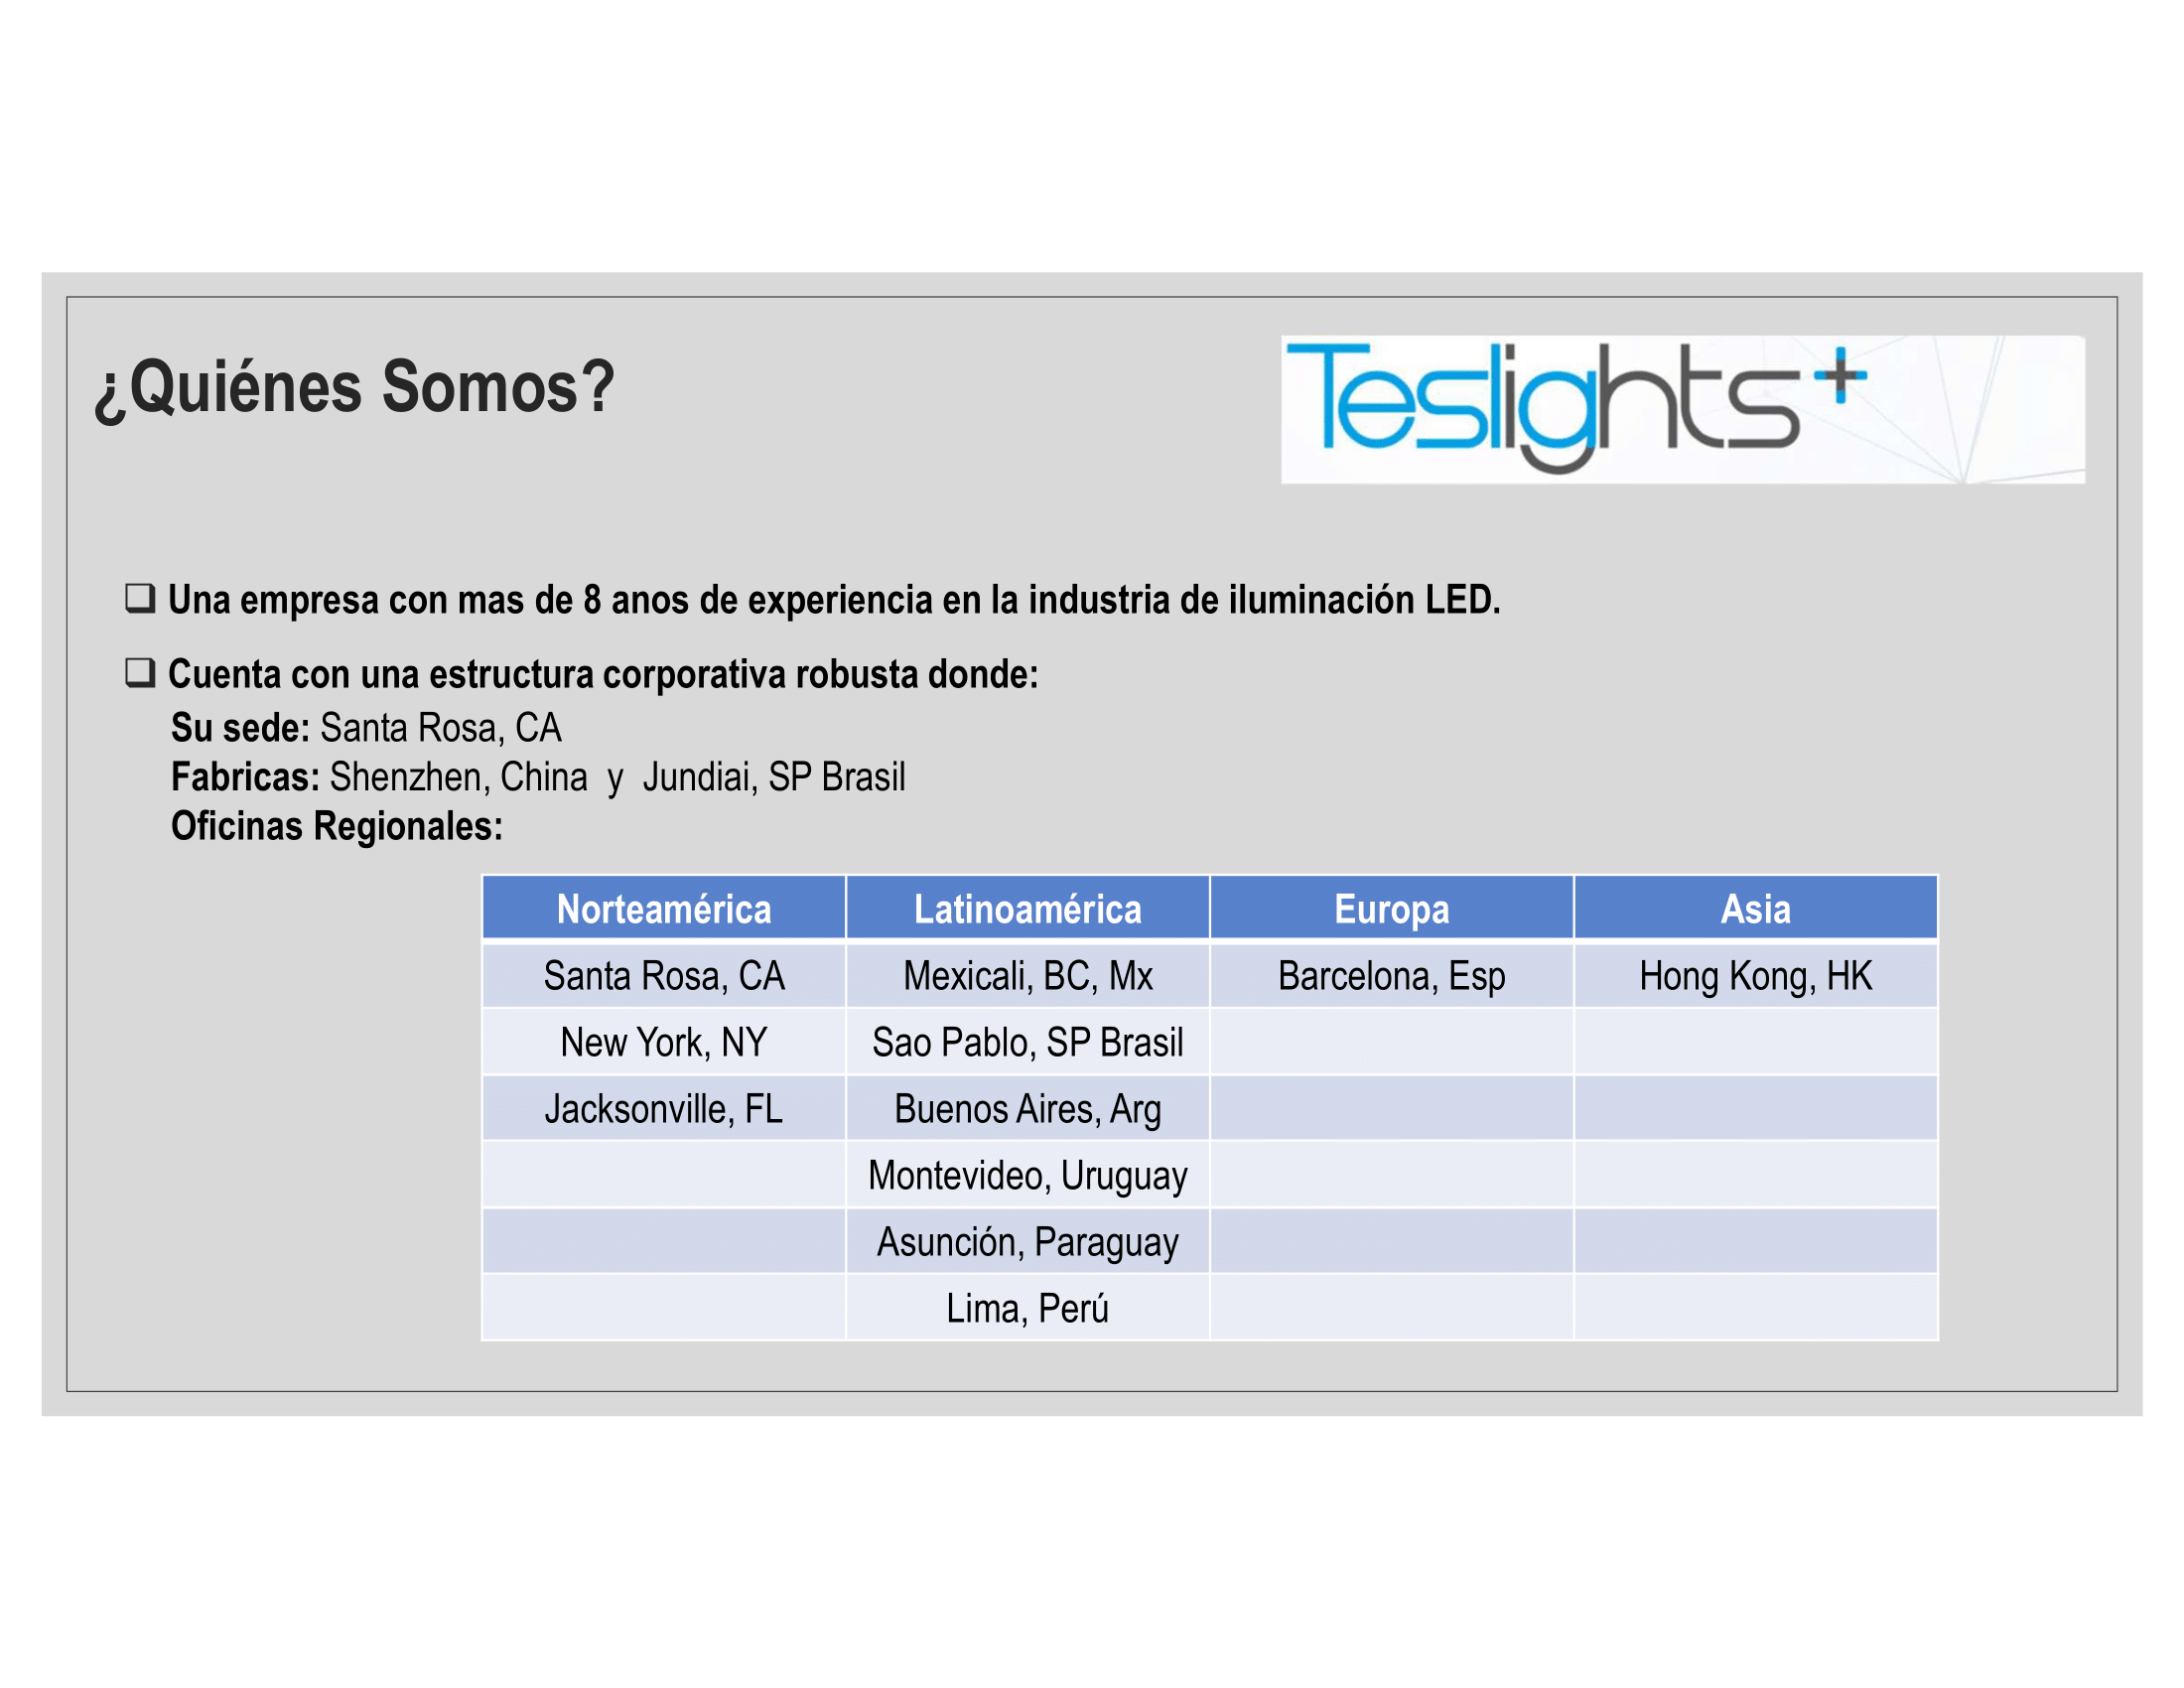 ¿Quiénes Somos?
Teslights+
Una empresa con mas de 8 anos de experiencia en la industria de iluminación LED.
Cuenta con una estructura corporativa robusta donde:
Su sede: Santa Rosa, CA
Fabricas: Shenzhen, China y Jundiai, SP Brasil
Oficinas Regionales:
Norteamérica Latinoamérica Europa Asia
Santa Rosa, CA Mexicali, BC, Mx Barcelona, Esp Hong Kong, HK
New York, NY Sao Pablo, SP Brasil
Jacksonville, FL Buenos Aires, Arg
Montevideo, Uruguay
Asunción, Paraguay
Lima, Perú